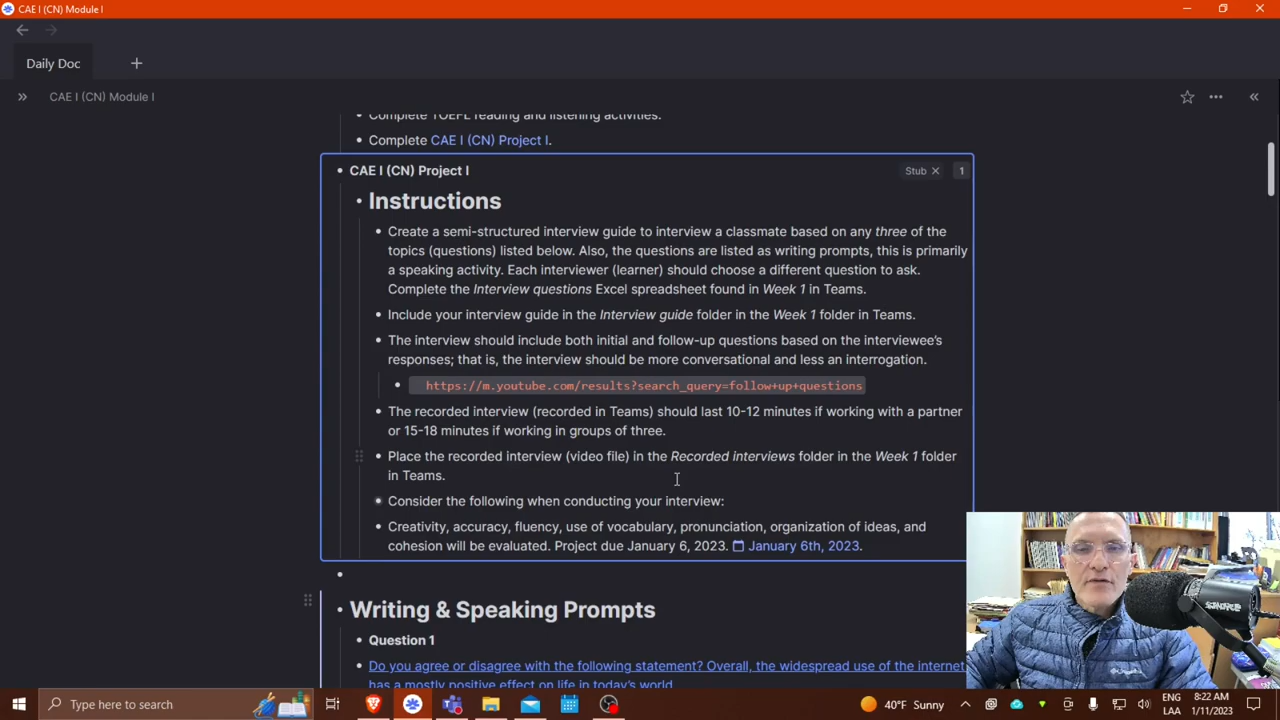 CAE I (CN) Module I
Daily Doc
CAE I (CN) Module I
Complete TOEFL reading and listening activities.
Complete CAE I (CN) Project I.
CAE I (CN) Project I
Stub
1
Instructions
Create a semi-structured interview guide to interview a classmate based on any three of the
topics (questions) listed below. Also, the questions are listed as writing prompts, this is primarily
a speaking activity. Each interviewer (learner) should choose a different question to ask.
Complete the Interview questions Excel spreadsheet found in Week 1 in Teams.
Include your interview guide in the Interview guide folder in the Week 1 folder in Teams.
The interview should include both initial and follow-up questions based on the interviewee's
responses; that is, the interview should be more conversational and less an interrogation.
https://m.youtube.com/results?search_query=follow+up+questions
The recorded interview (recorded in Teams) should last 10-12 minutes if working with a partner
or 15-18 minutes if working in groups of three.
Place the recorded interview (video file) in the Recorded interviews folder in the Week 1 folder
in Teams.
Consider the following when conducting your interview:
Creativity, accuracy, fluency, use of vocabulary, pronunciation, organization of ideas, and
cohesion will be evaluated. Project due January 6, 2023. January 6th, 2023.
Writing & Speaking Prompts
Question 1
Do you agree or disagree with the following statement? Overall, the widespread use of the internet
has a mostly positive effect on life in today's world.
Type here to search
40°F Sunny
ENG
LAA
8:22 AM
1/11/2023